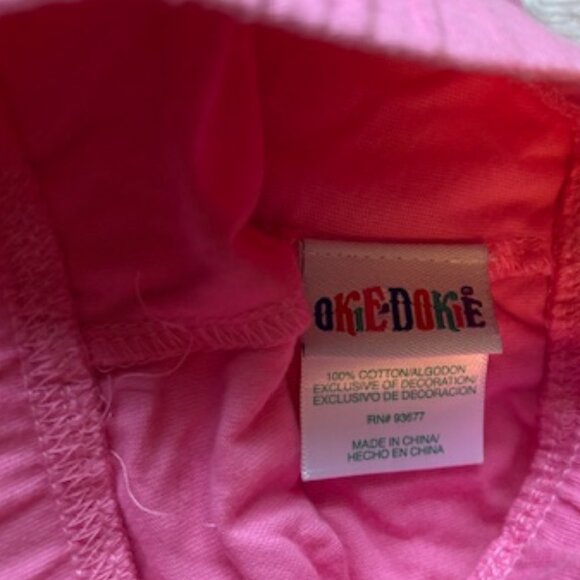 OKIE-DOKIE
100% COTTON/ALGODON
EXCLUSIVE OF DECORATION/
EXCLUSIVO DE DECORACION
RN# 93677
MADE IN CHINA/
HECHO EN CHINA